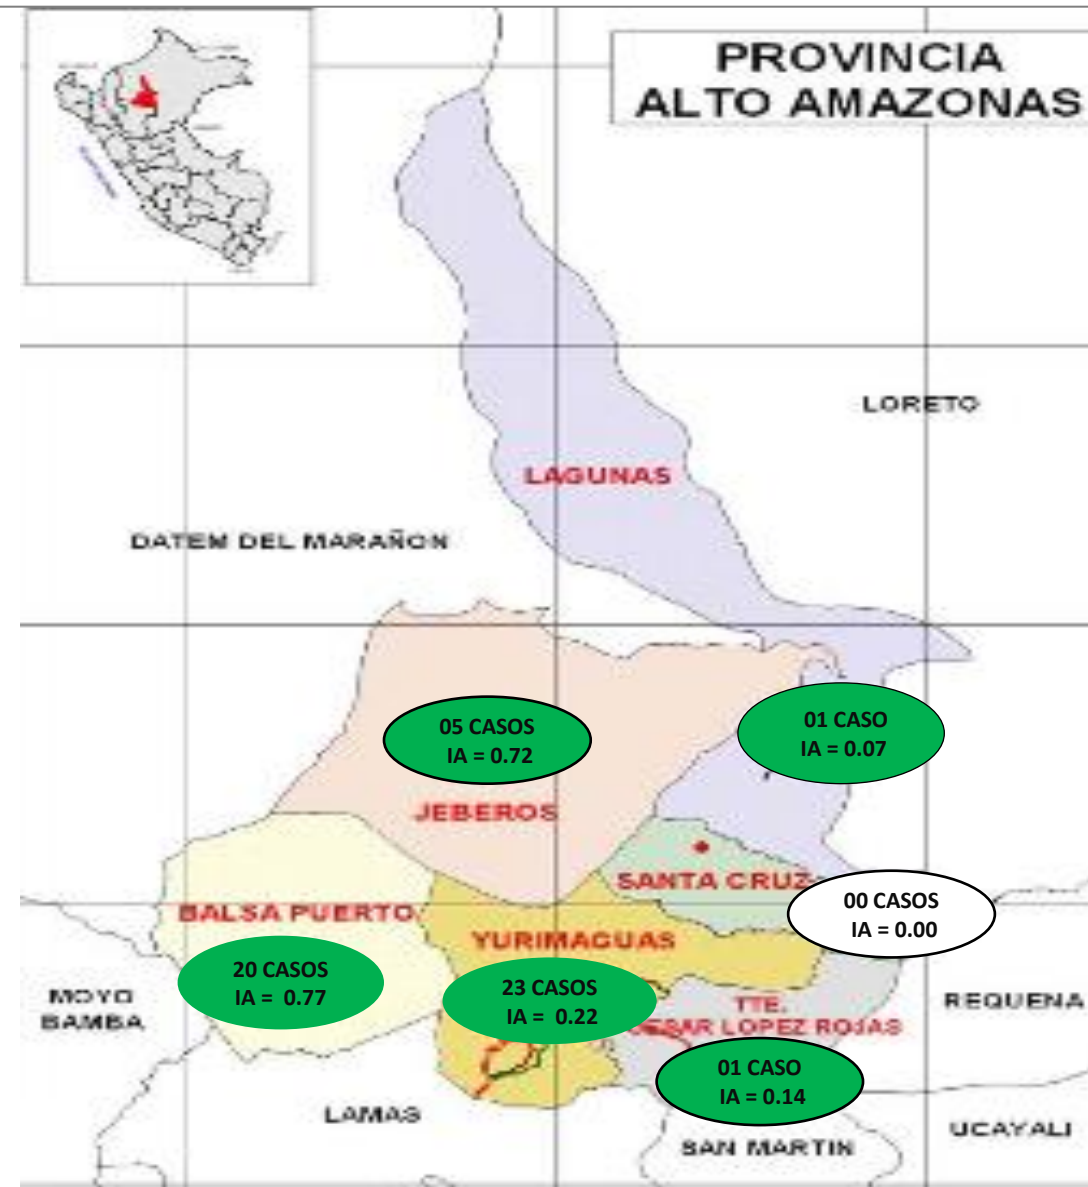 PROVINCIA
ALTO AMAZONAS
LORETO
LAGUNAS
DATEM DEL MARAÑON
05 CASOS
IA = 0.72
01 CASO
IA = 0.07
JEBEROS
SANTA CRUZ
00 CASOS
IA = 0.00
BALSA PUERTO
YURIMAGUAS
20 CASOS
IA = 0.77
23 CASOS
IA = 0.22
MOYO
BAMBA
TTE.
ESAR LOPEZ ROJAS
REQUENA
01 CASO
IA = 0.14
LAMAS
SAN MARTIN
UCAYALI